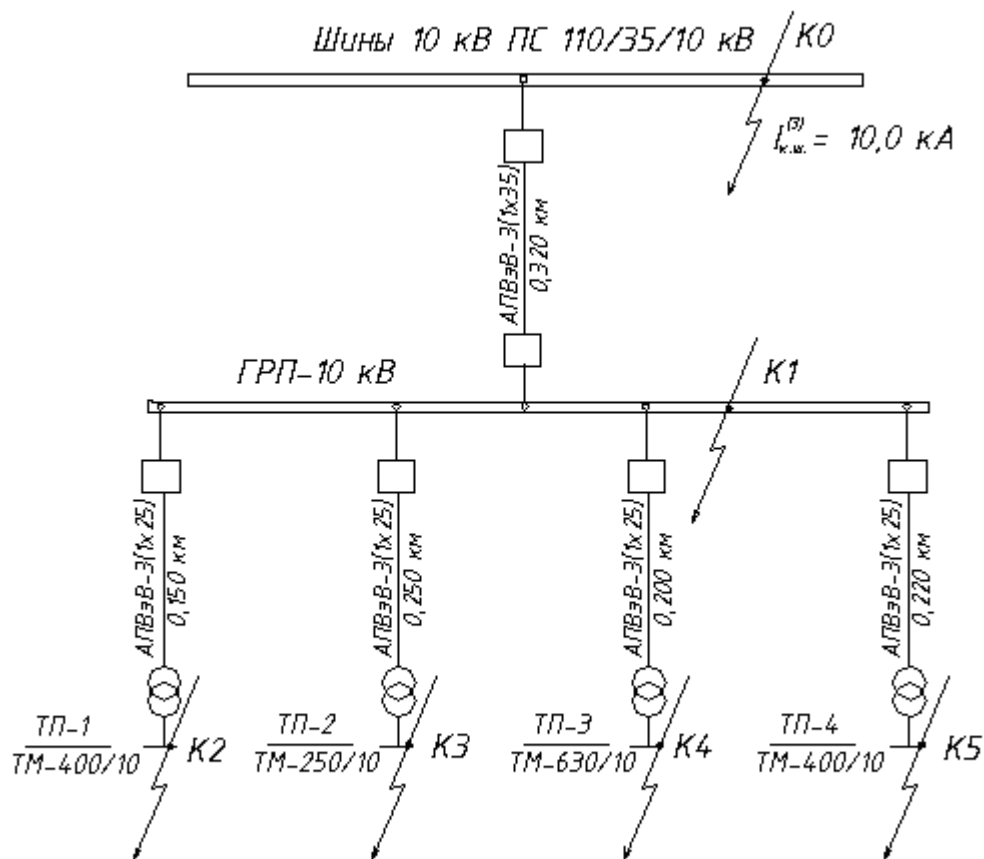 Шины 10 кВ ПС 110/35/10 кВ
К0
I(3)к.ш. = 10,0 кА
АПВэВ-3(1х35)
0,320 км
ГРП-10 кВ
К1
АПВэВ-3(1х25)
0,150 км
АПВэВ-3(1х25)
0,250 км
АПВэВ-3(1х25)
0,200 км
АПВэВ-3(1х25)
0,220 км
ТП-1
ТМ-400/10
К2
ТП-2
ТМ-250/10
К3
ТП-3
ТМ-630/10
К4
ТП-4
ТМ-400/10
К5